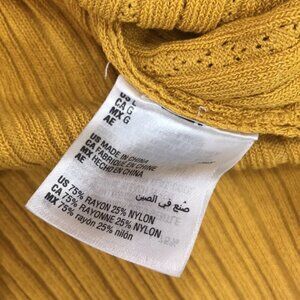 US L
CA G
MX G
AE
US MADE IN CHINA
CA FABRIQUÉ EN CHINE
MX HECHO EN CHINA
AE صنع في الصين
US 75% RAYON 25% NYLON
CA 75% RAYONNE 25% NYLON
MX 75% rayón 25% nilón